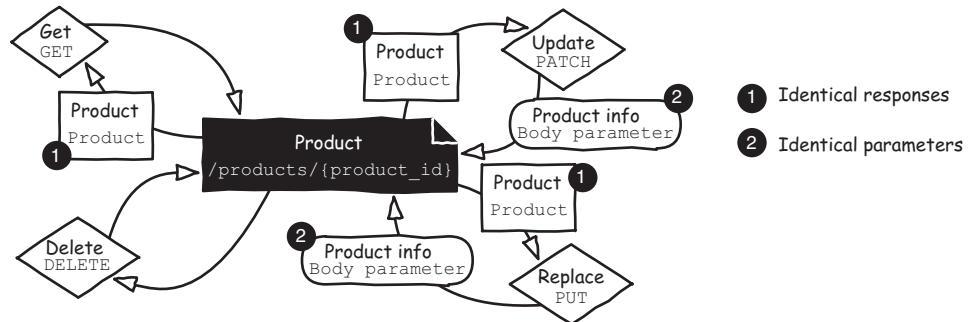 Get
GET
Product
Product
1
1
Product
Product
Update
PATCH
Product info
Body parameter
2
Product
/products/{product_id}
Product
Product
1
Delete
DELETE
2
Product info
Body parameter
Replace
PUT
1 Identical responses
2 Identical parameters